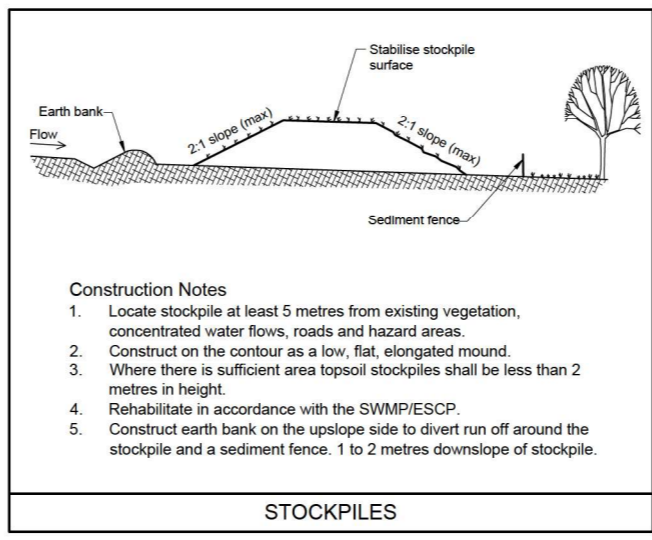 Stabilise stockpile
surface
Earth bank
Flow
2:1 slope (max)
2:1 slope (max)
Sediment fence
Construction Notes
1. Locate stockpile at least 5 metres from existing vegetation,
concentrated water flows, roads and hazard areas.
2. Construct on the contour as a low, flat, elongated mound.
3. Where there is sufficient area topsoil stockpiles shall be less than 2
metres in height.
4. Rehabilitate in accordance with the SWMP/ESCP.
5. Construct earth bank on the upslope side to divert run off around the
stockpile and a sediment fence. 1 to 2 metres downslope of stockpile.
STOCKPILES